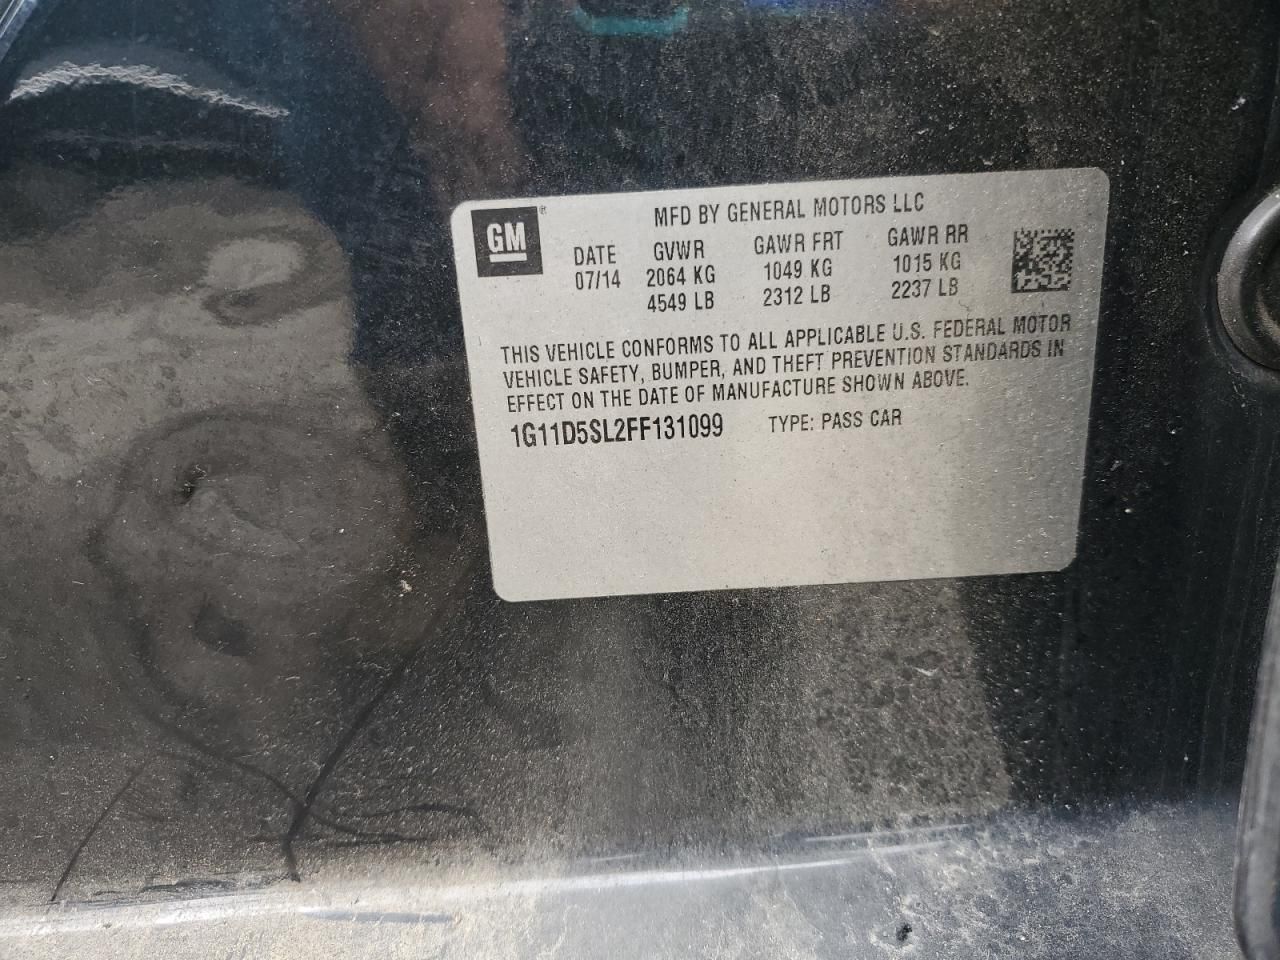 GM®
MFD BY GENERAL MOTORS LLC
DATE GVWR GAWR FRT GAWR RR
07/14 2064 KG 1049 KG 1015 KG
4549 LB 2312 LB 2237 LB
THIS VEHICLE CONFORMS TO ALL APPLICABLE U.S. FEDERAL MOTOR
VEHICLE SAFETY, BUMPER, AND THEFT PREVENTION STANDARDS IN
EFFECT ON THE DATE OF MANUFACTURE SHOWN ABOVE.
1G11D5SL2FF131099 TYPE: PASS CAR